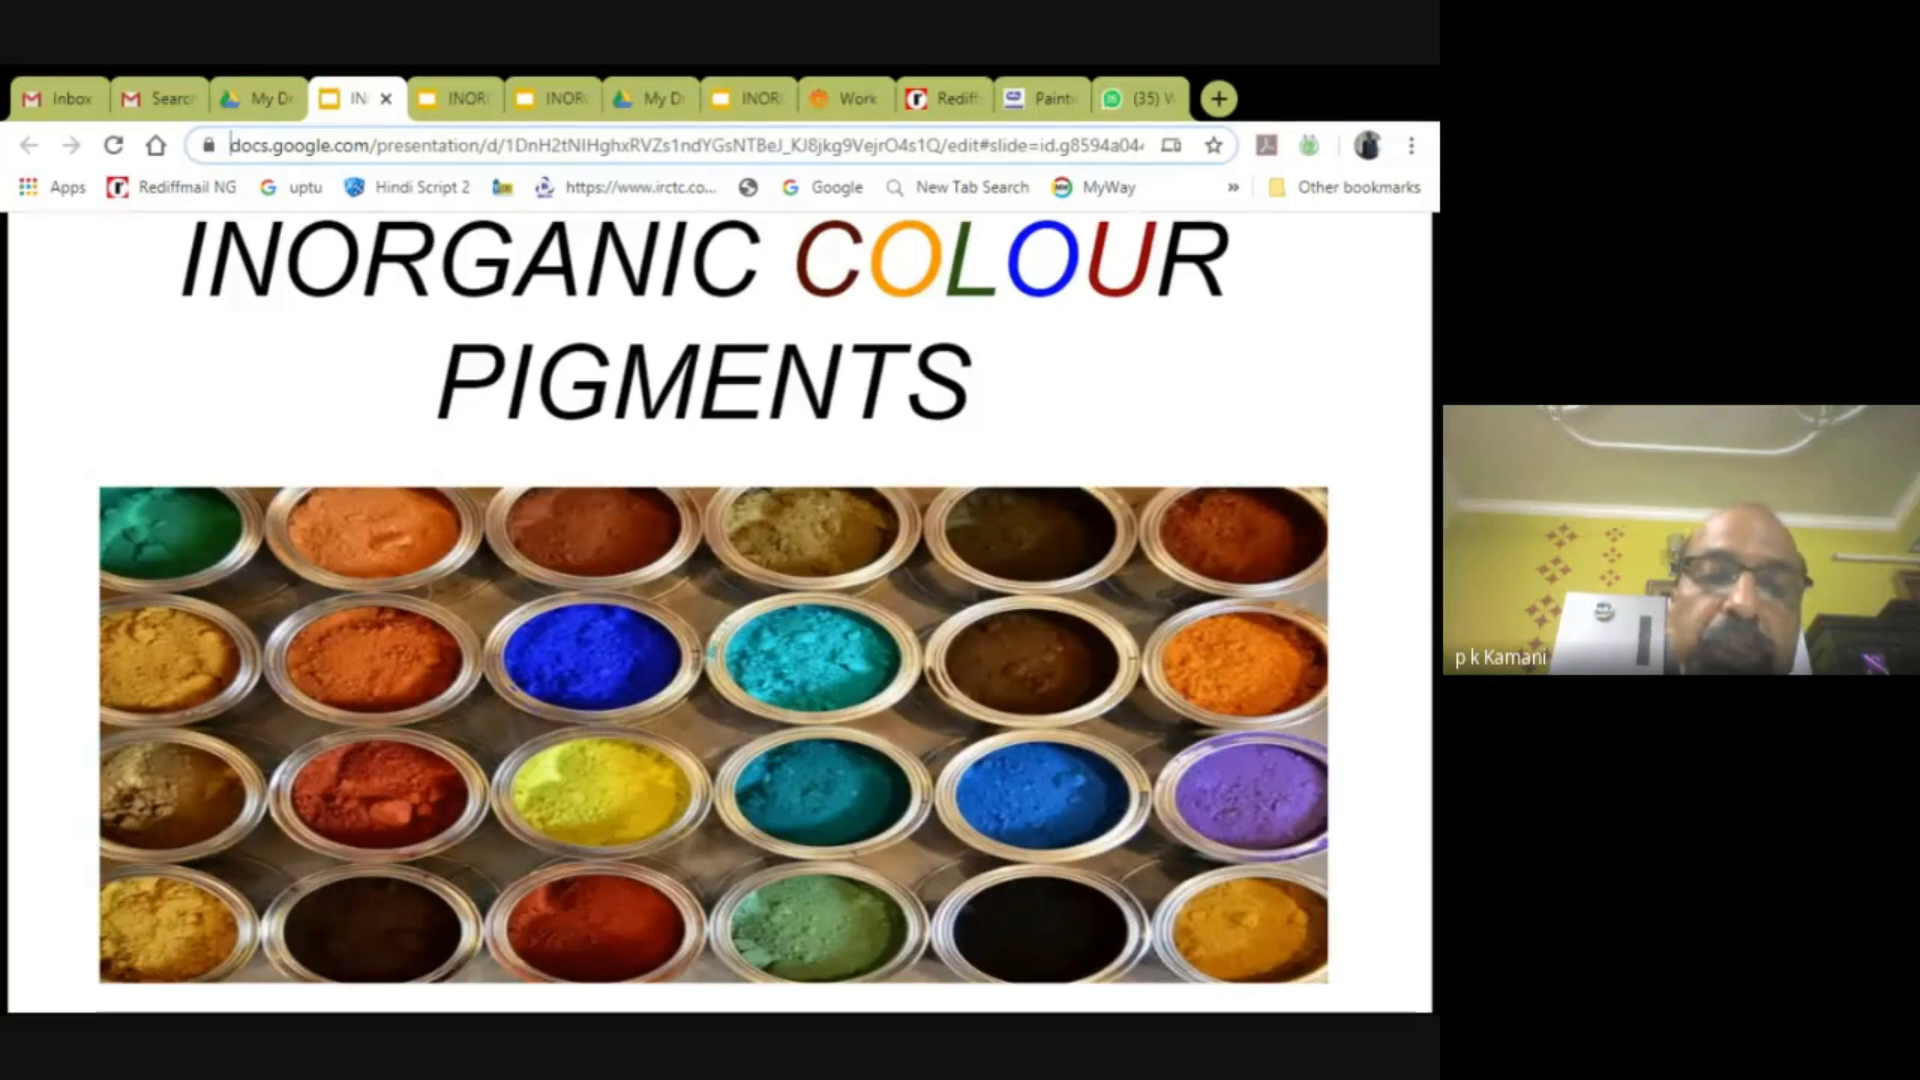 Inbox
Search
My Dr
IN
INOR
INOR
My Dr
INOR
Work
Rediff
Paint
(35) W
docs.google.com/presentation/d/1DnH2tNIHghxRVZs1ndYGsNTBeJ_KJ8jkg9VejrO4s1Q/edit#slide=id.g8594a04
Apps
Rediffmail NG
uptu
Hindi Script 2
https://www.irctc.co...
Google
New Tab Search
MyWay
»
Other bookmarks
INORGANIC COLOUR
PIGMENTS
p k Kamani